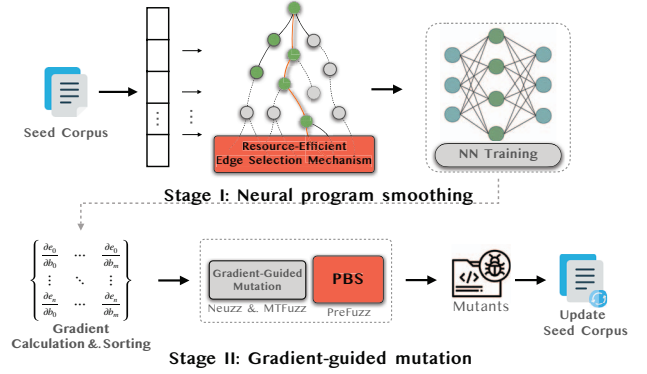 Seed Corpus
Resource-Efficient
Edge Selection Mechanism
NN Training
Stage I: Neural program smoothing
∂e₀/∂b₀ ⋯ ∂e₀/∂bₘ
⋮ ⋱ ⋮
∂eₙ/∂b₀ ⋯ ∂eₙ/∂bₘ
Gradient
Calculation &. Sorting
Gradient-Guided
Mutation
Neuzz &. MTFuzz
PBS
PreFuzz
Mutants
Update
Seed Corpus
Stage II: Gradient-guided mutation